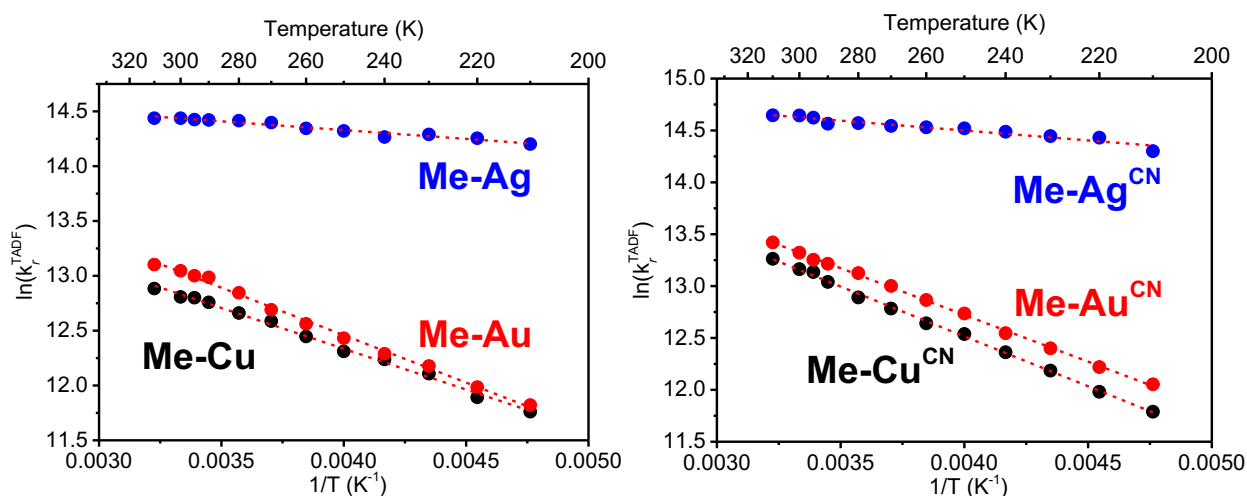 Temperature (K)
320 300 280 260 240 220 200
14.5
14.0
13.5
13.0
12.5
12.0
11.5
ln(k_r^TADF)
Me-Ag
Me-Au
Me-Cu
0.0030 0.0035 0.0040 0.0045 0.0050
1/T (K⁻¹)
Temperature (K)
320 300 280 260 240 220 200
15.0
14.5
14.0
13.5
13.0
12.5
12.0
11.5
ln(k_r^TADF)
Me-Ag^CN
Me-Au^CN
Me-Cu^CN
0.0030 0.0035 0.0040 0.0045 0.0050
1/T (K⁻¹)